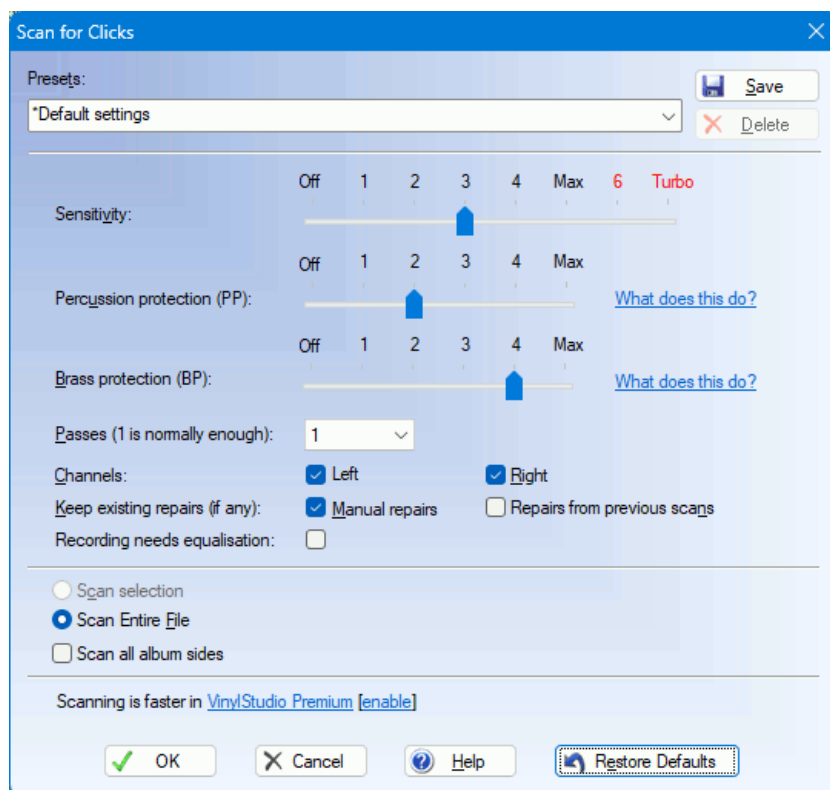 Scan for Clicks
Presets:
*Default settings
Save
Delete
Off 1 2 3 4 Max 6 Turbo
Sensitivity:
Off 1 2 3 4 Max
Percussion protection (PP): What does this do?
Off 1 2 3 4 Max
Brass protection (BP): What does this do?
Passes (1 is normally enough): 1
Channels: Left Right
Keep existing repairs (if any): Manual repairs Repairs from previous scans
Recording needs equalisation:
Scan selection
Scan Entire File
Scan all album sides
Scanning is faster in VinylStudio Premium [enable]
OK Cancel Help Restore Defaults